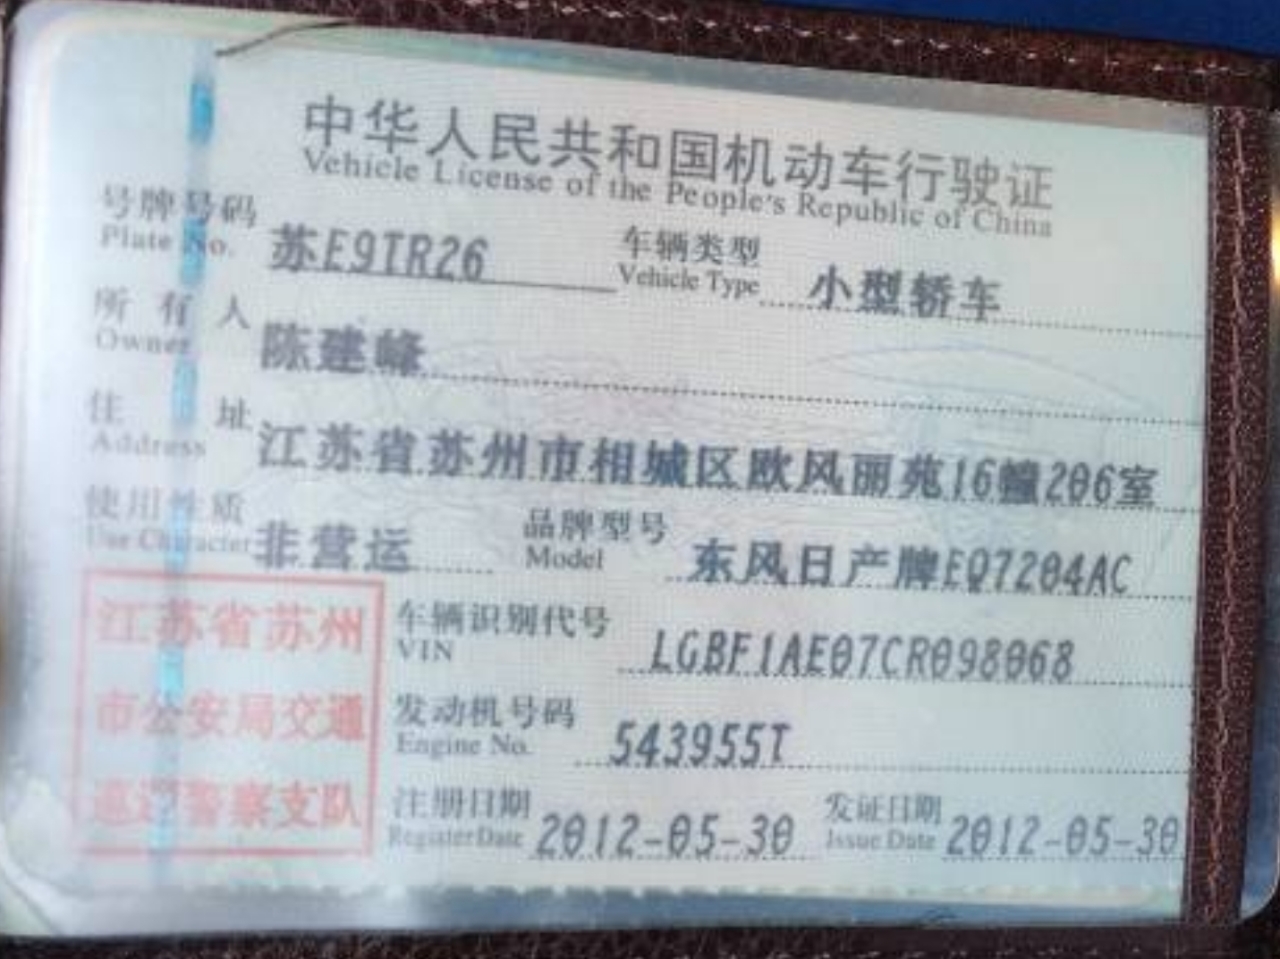 中华人民共和国机动车行驶证
Vehicle License of the People's Republic of China
号牌号码 苏E9TR26 车辆类型 小型轿车
Plate No. Vehicle Type
所有人 陈建峰
Owner
住址 江苏省苏州市相城区欧风丽苑16幢206室
Address
使用性质 非营运 品牌型号 东风日产牌EQ7204AC
Use Character Model
江苏省苏州
市公安局交通
巡逻警察支队
车辆识别代号 LGBF1AE07CR098068
VIN
发动机号码 543955T
Engine No.
注册日期 2012-05-30 发证日期 2012-05-30
Register Date Issue Date